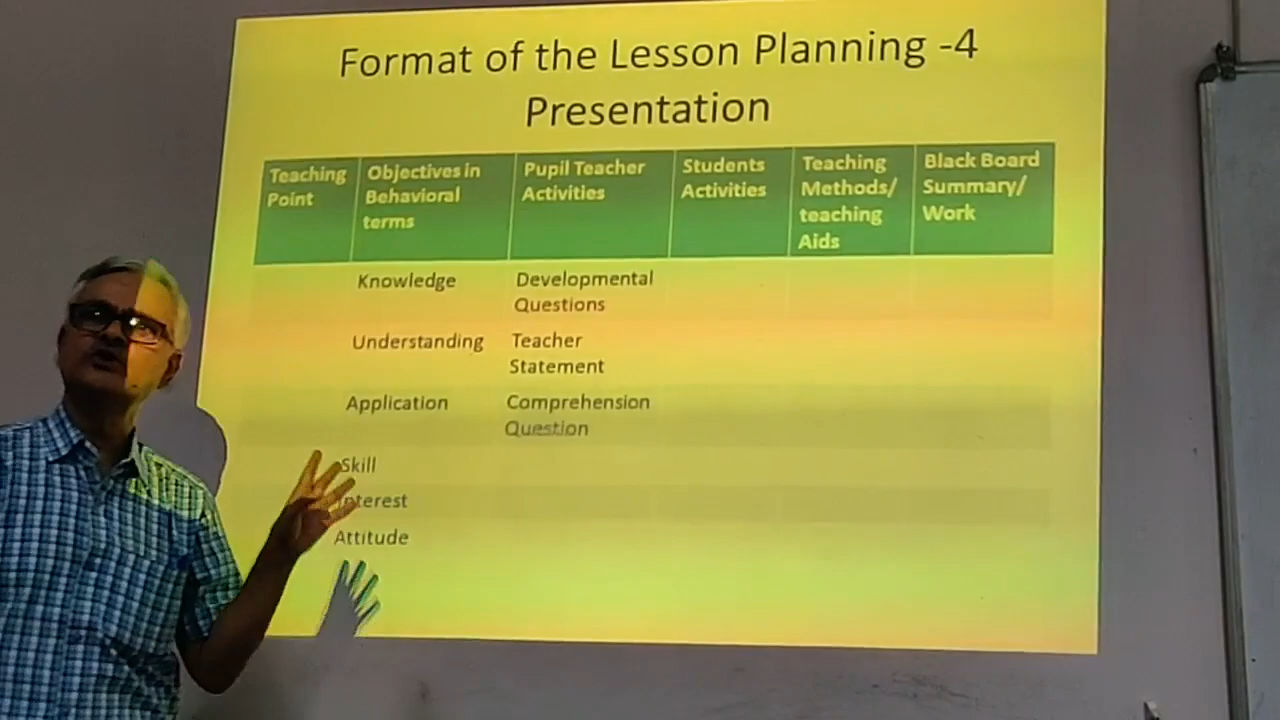 Format of the Lesson Planning -4
Presentation
Teaching
Point
Objectives in
Behavioral
terms
Pupil Teacher
Activities
Students
Activities
Teaching
Methods/
teaching
Aids
Black Board
Summary/
Work
Knowledge
Developmental
Questions
Understanding
Teacher
Statement
Application
Comprehension
Question
Skill
Interest
Attitude